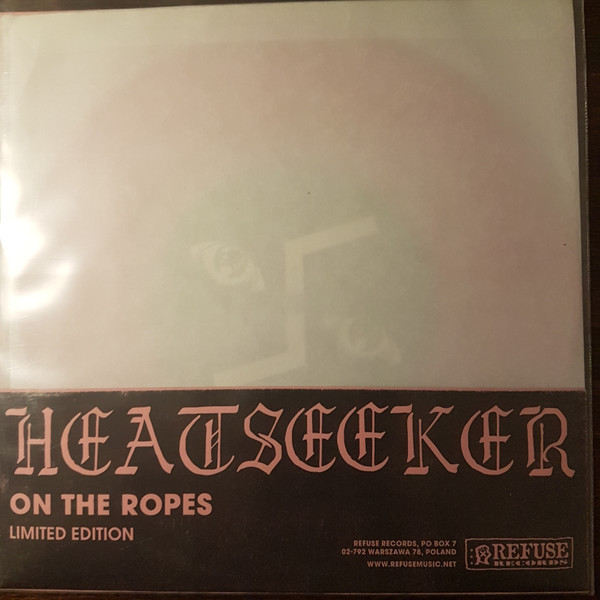 HEATSEEKER
ON THE ROPES
LIMITED EDITION
REFUSE RECORDS, PO BOX 7
02-792 WARSZAWA 78, POLAND
WWW.REFUSEMUSIC.NET
REFUSE
RECORDS